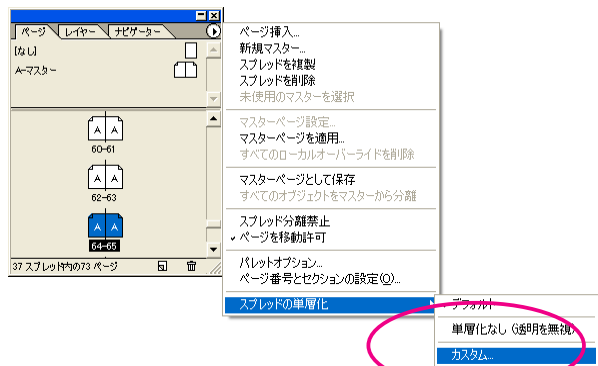 ページ レイヤー ナビゲーター
[なし]
A-マスター
A A
60-61
A A
62-63
A A
64-65
37 スプレッド内の73 ページ
ページ挿入...
新規マスター...
スプレッドを複製
スプレッドを削除
未使用のマスターを選択
マスターページ設定...
マスターページを適用...
すべてのローカルオーバーライドを削除
マスターページとして保存
すべてのオブジェクトをマスターから分離
スプレッド分離禁止
ページを移動許可
パレットオプション...
ページ番号とセクションの設定(O)...
スプレッドの単層化
デフォルト
単層化なし (透明を無視)
カスタム...